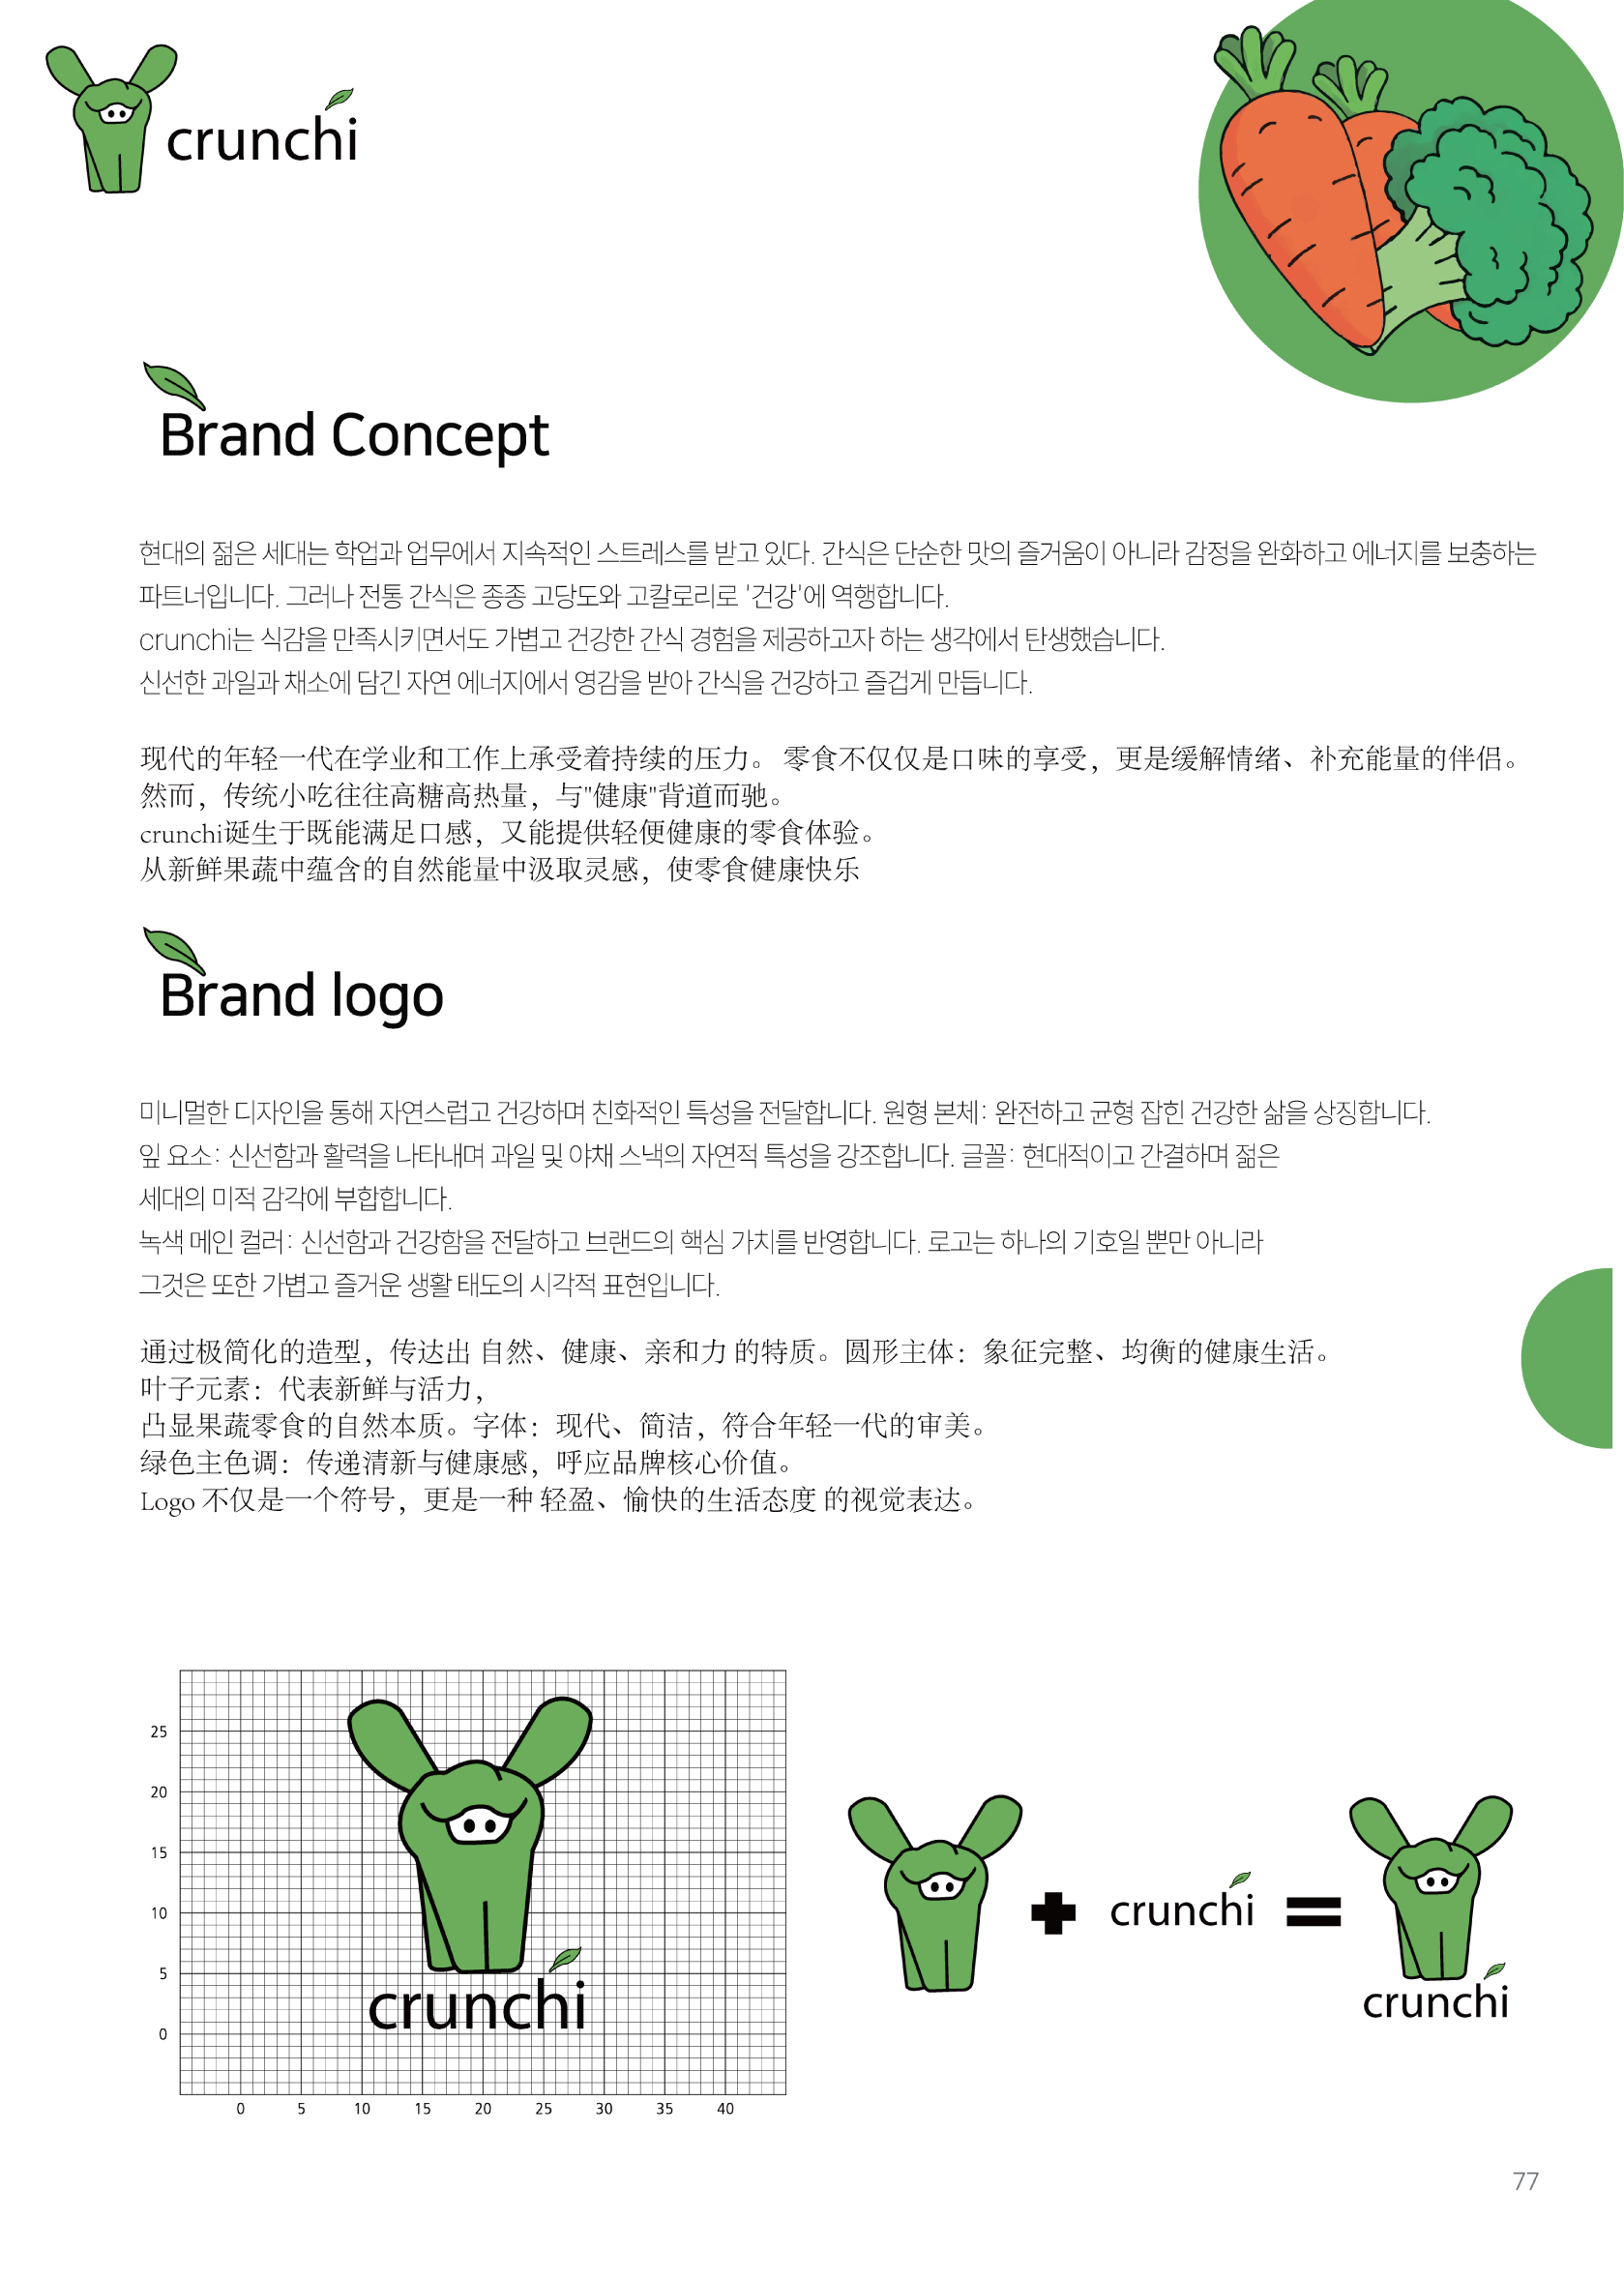 crunchi
Brand Concept
현대의 젊은 세대는 학업과 업무에서 지속적인 스트레스를 받고 있다. 간식은 단순한 맛의 즐거움이 아니라 감정을 완화하고 에너지를 보충하는
파트너입니다. 그러나 전통 간식은 종종 고당도와 고칼로리로 '건강'에 역행합니다.
crunchi는 식감을 만족시키면서도 가볍고 건강한 간식 경험을 제공하고자 하는 생각에서 탄생했습니다.
신선한 과일과 채소에 담긴 자연 에너지에서 영감을 받아 간식을 건강하고 즐겁게 만듭니다.
现代的年轻一代在学业和工作上承受着持续的压力。 零食不仅仅是口味的享受，更是缓解情绪、补充能量的伴侣。
然而，传统小吃往往高糖高热量，与"健康"背道而驰。
crunchi诞生于既能满足口感，又能提供轻便健康的零食体验。
从新鲜果蔬中蕴含的自然能量中汲取灵感，使零食健康快乐
Brand logo
미니멀한 디자인을 통해 자연스럽고 건강하며 친화적인 특성을 전달합니다. 원형 본체: 완전하고 균형 잡힌 건강한 삶을 상징합니다.
잎 요소: 신선함과 활력을 나타내며 과일 및 야채 스낵의 자연적 특성을 강조합니다. 글꼴: 현대적이고 간결하며 젊은
세대의 미적 감각에 부합합니다.
녹색 메인 컬러: 신선함과 건강함을 전달하고 브랜드의 핵심 가치를 반영합니다. 로고는 하나의 기호일 뿐만 아니라
그것은 또한 가볍고 즐거운 생활 태도의 시각적 표현입니다.
通过极简化的造型，传达出 自然、健康、亲和力 的特质。圆形主体：象征完整、均衡的健康生活。
叶子元素：代表新鲜与活力，
凸显果蔬零食的自然本质。字体：现代、简洁，符合年轻一代的审美。
绿色主色调：传递清新与健康感，呼应品牌核心价值。
Logo 不仅是一个符号，更是一种 轻盈、愉快的生活态度 的视觉表达。
25
20
15
10
5
0
crunchi
0 5 10 15 20 25 30 35 40
crunchi
crunchi
77